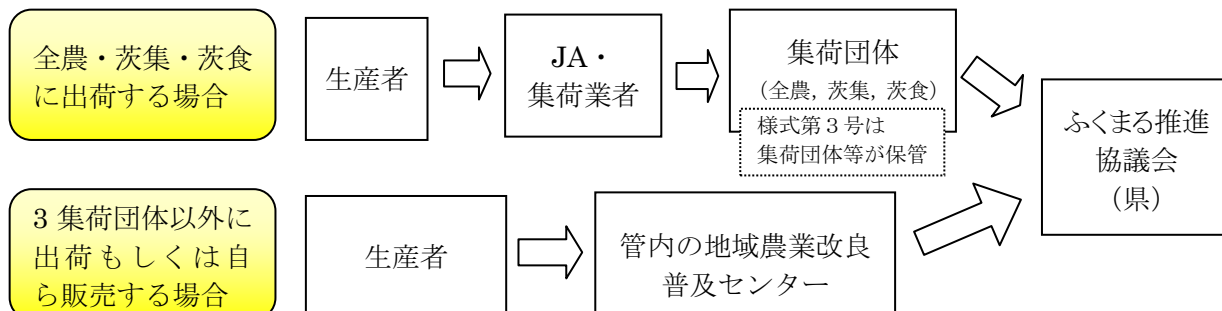 全農・茨集・茨食
に出荷する場合
生産者
JA・
集荷業者
集荷団体
（全農, 茨集, 茨食）
様式第３号は
集荷団体等が保管
ふくまる推進
協議会
（県）
3 集荷団体以外に
出荷もしくは自
ら販売する場合
生産者
管内の地域農業改良
普及センター